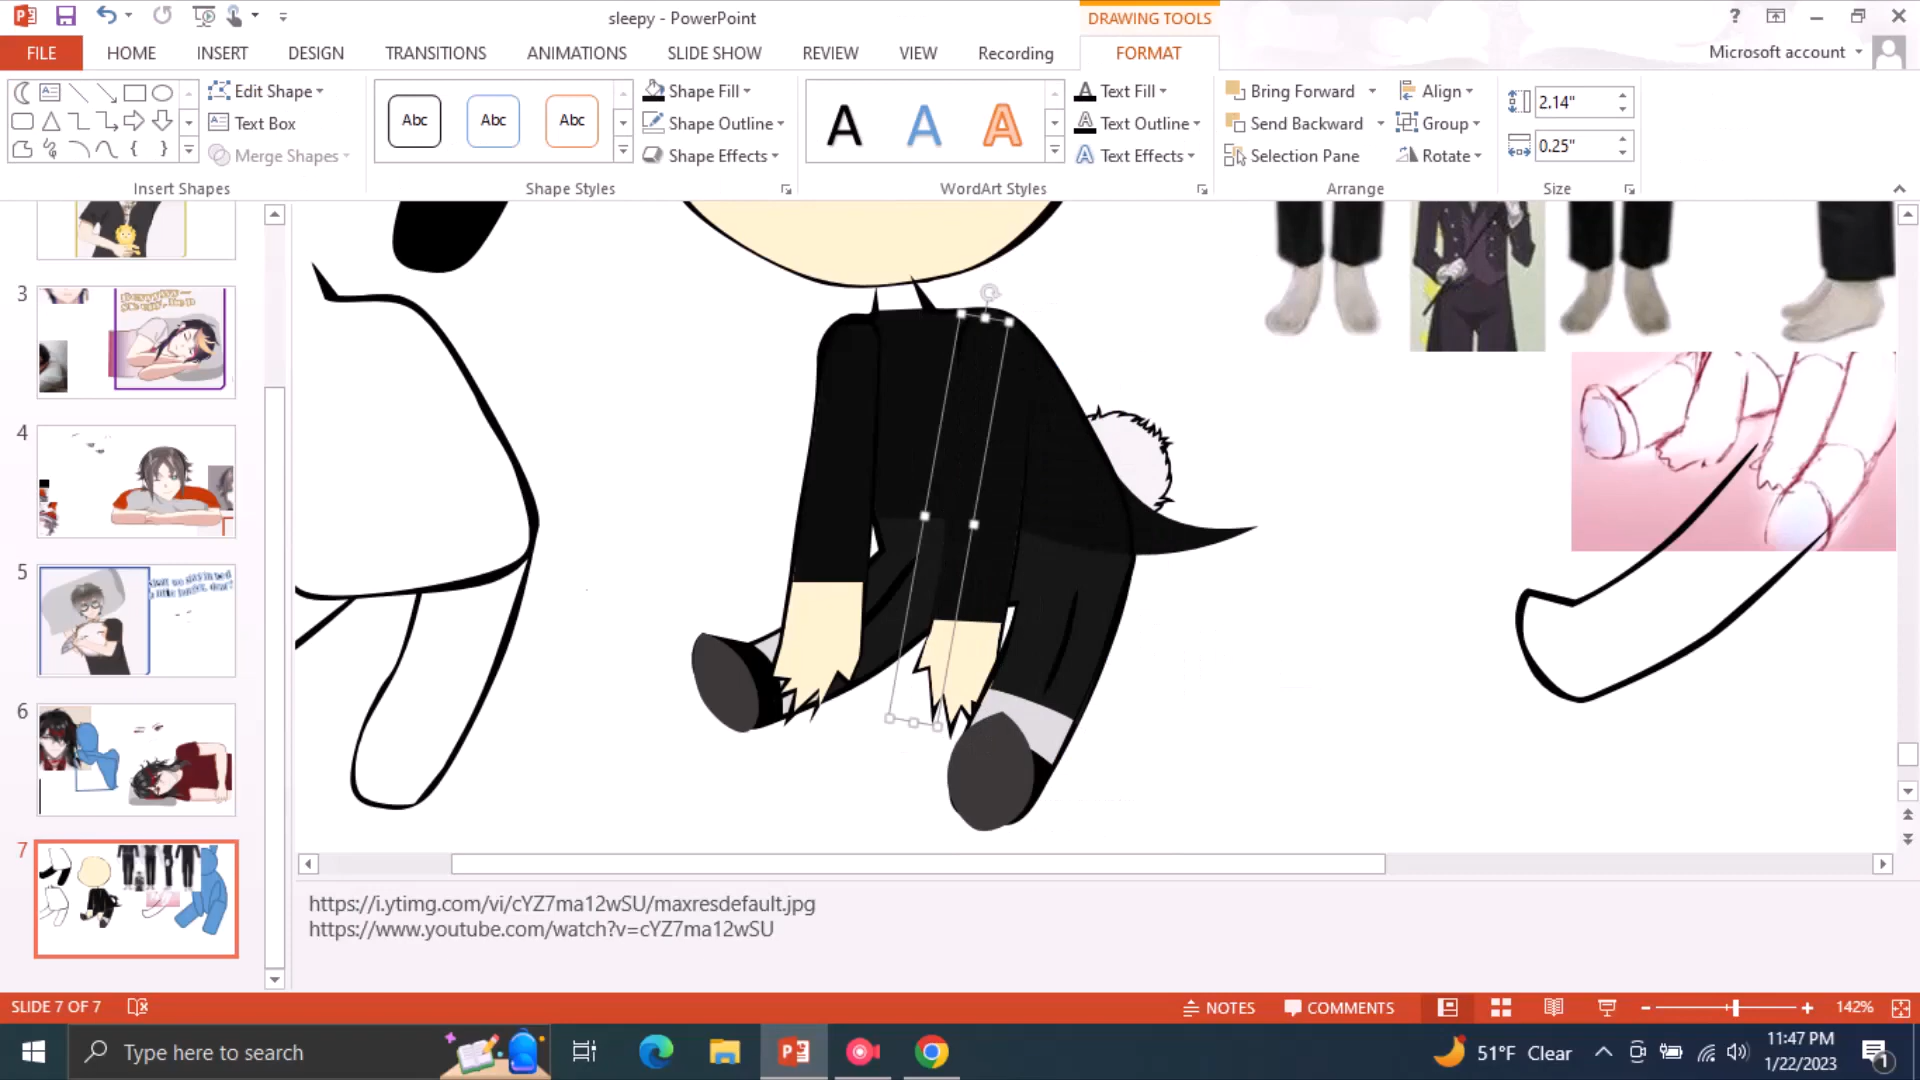 sleepy - PowerPoint
DRAWING TOOLS
?
FILE
HOME
INSERT
DESIGN
TRANSITIONS
ANIMATIONS
SLIDE SHOW
REVIEW
VIEW
Recording
FORMAT
Microsoft account
Edit Shape
Text Box
Merge Shapes
Insert Shapes
Abc
Abc
Abc
Shape Fill
Shape Outline
Shape Effects
Shape Styles
A
A
A
Text Fill
Text Outline
Text Effects
WordArt Styles
Bring Forward
Send Backward
Selection Pane
Align
Group
Rotate
Arrange
2.14"
0.25"
Size
3
4
5
6
7
https://i.ytimg.com/vi/cYZ7ma12wSU/maxresdefault.jpg
https://www.youtube.com/watch?v=cYZ7ma12wSU
SLIDE 7 OF 7
NOTES
COMMENTS
142%
Type here to search
51°F Clear
11:47 PM
1/22/2023
1